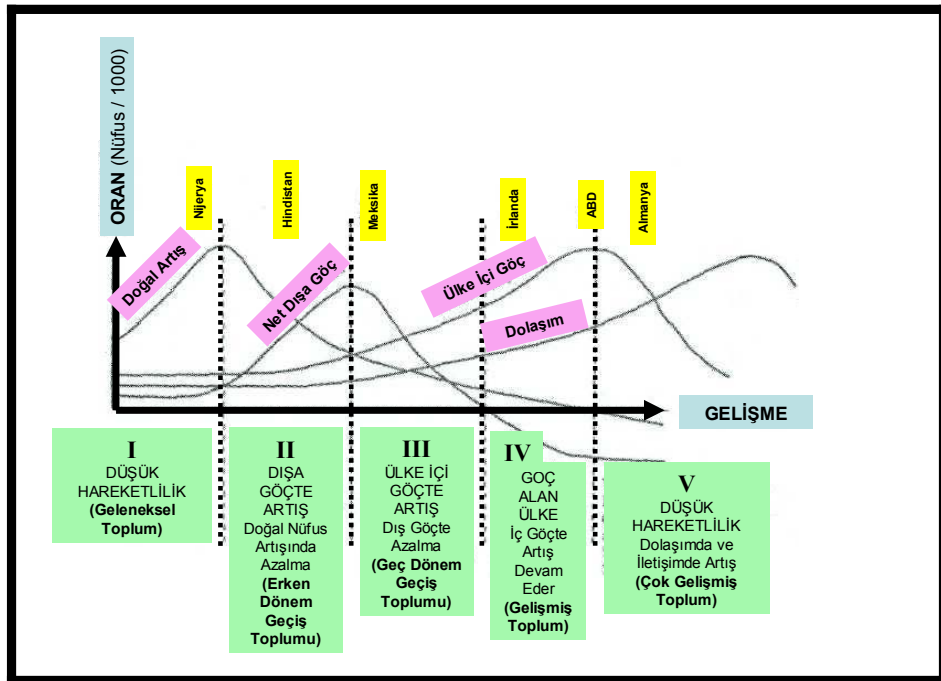 ORAN (Nüfus / 1000)
Nijerya
Hindistan
Meksika
İrlanda
ABD
Almanya
Doğal Artış
Net Dışa Göç
Ülke İçi Göç
Dolaşım
GELİŞME
I
DÜŞÜK
HAREKETLİLİK
(Geleneksel
Toplum)
II
DIŞA
GÖÇTE
ARTIŞ
Doğal Nüfus
Artışında
Azalma
(Erken
Dönem
Geçiş
Toplumu)
III
ÜLKE İÇİ
GÖÇTE
ARTIŞ
Dış Göçte
Azalma
(Geç Dönem
Geçiş
Toplumu)
IV
GOÇ
ALAN
ÜLKE
İç Göçte
Artış
Devam
Eder
(Gelişmiş
Toplum)
V
DÜŞÜK
HAREKETLİLİK
Dolaşımda ve
İletişimde Artış
(Çok Gelişmiş
Toplum)